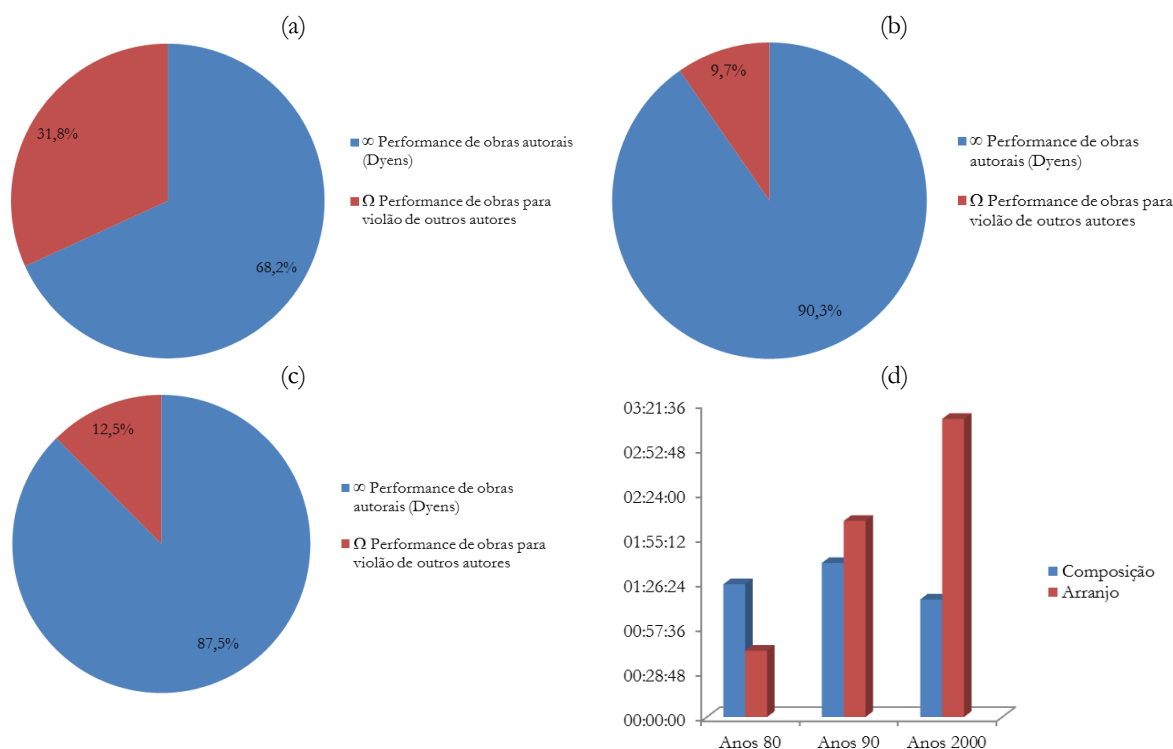 (a)
31,8%
68,2%
∞ Performance de obras autorais
(Dyens)
Ω Performance de obras para
violão de outros autores
(b)
9,7%
90,3%
∞ Performance de obras
autorais (Dyens)
Ω Performance de obras para
violão de outros autores
(c)
12,5%
87,5%
∞ Performance de obras
autorais (Dyens)
Ω Performance de obras para
violão de outros autores
(d)
03:21:36
02:52:48
02:24:00
01:55:12
01:26:24
00:57:36
00:28:48
00:00:00
Anos 80 Anos 90 Anos 2000
Composição
Arranjo